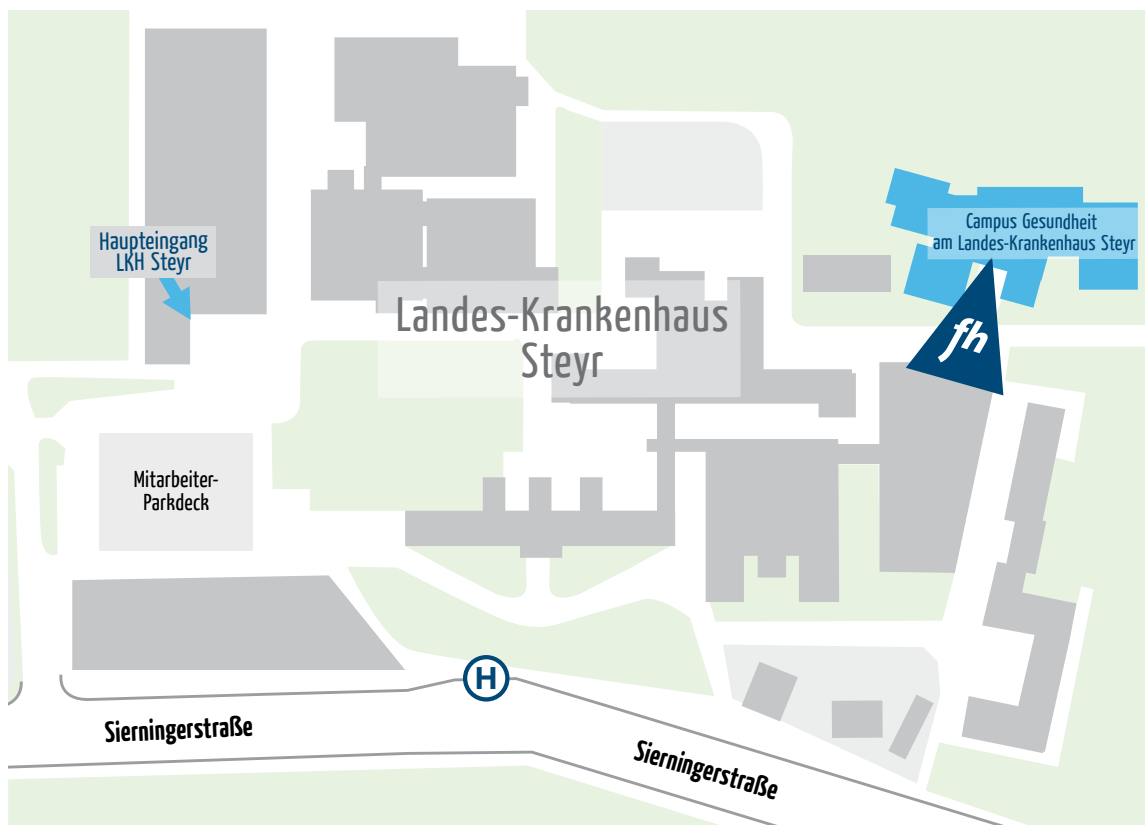 Campus Gesundheit
am Landes-Krankenhaus Steyr
Haupteingang
LKH Steyr
Landes-Krankenhaus
Steyr
fh
Mitarbeiter-
Parkdeck
H
Sierningerstraße
Sierningerstraße